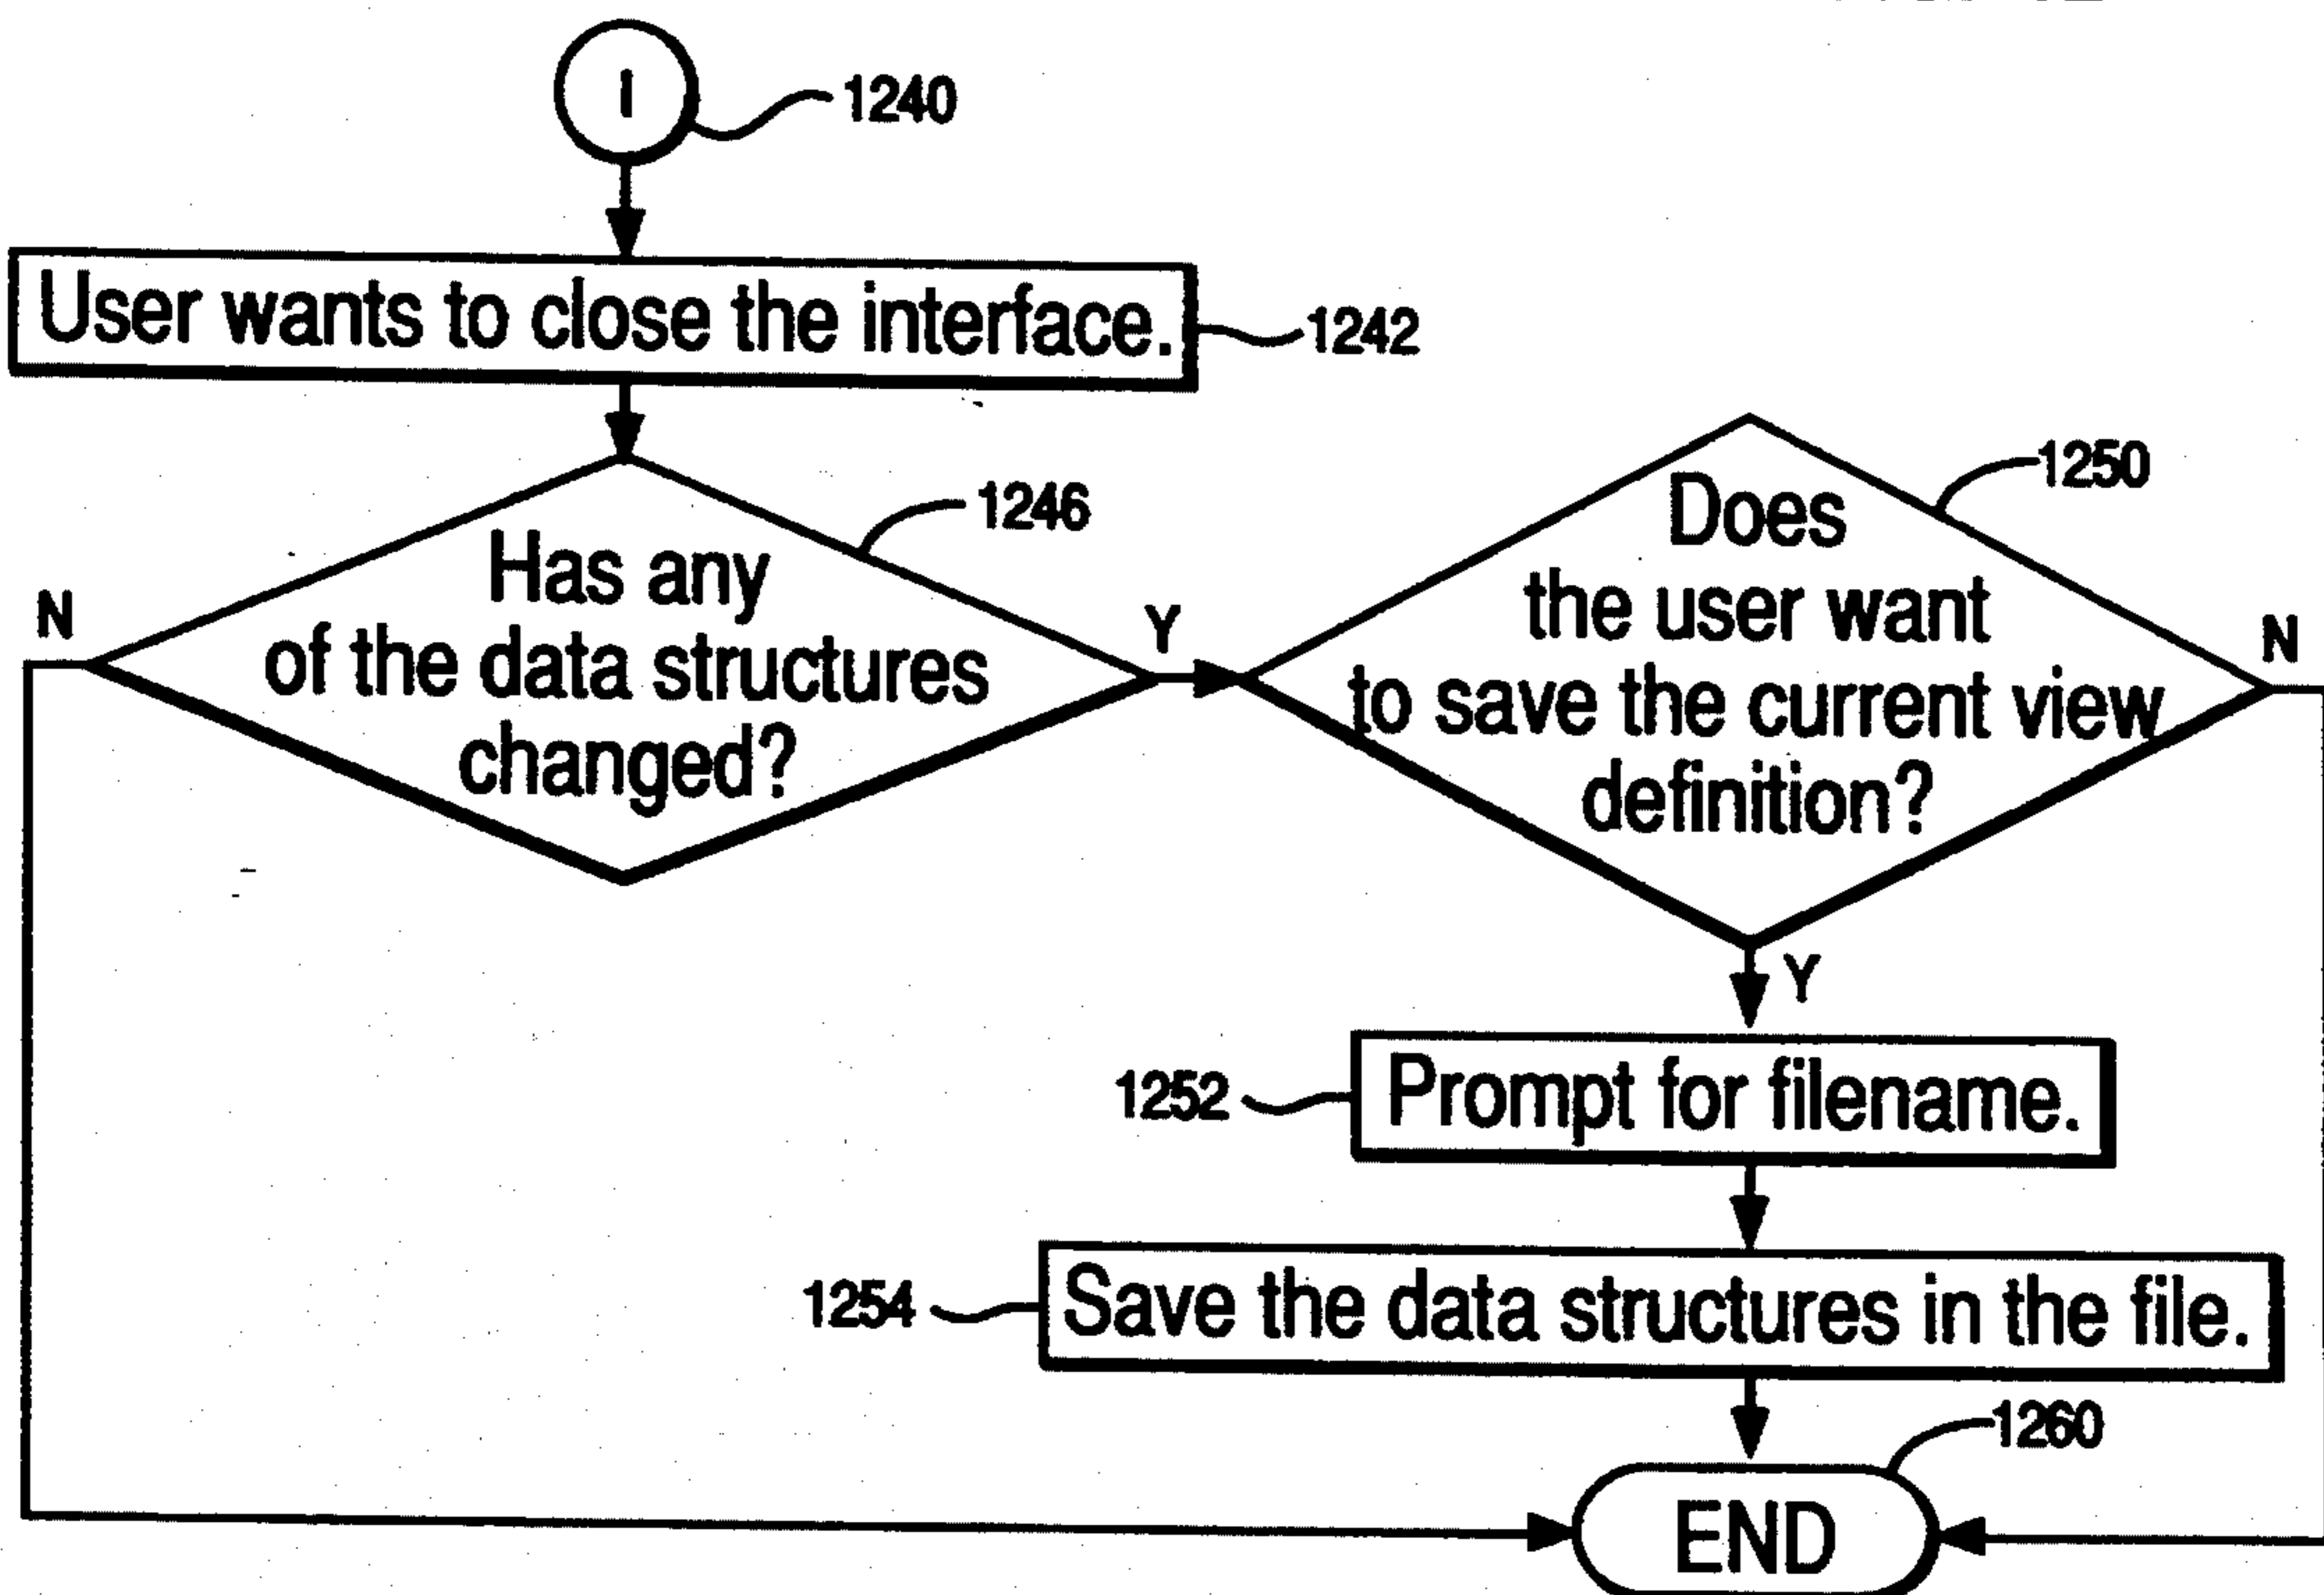 I
1240
User wants to close the interface.
1242
1246
Has any
of the data structures
changed?
N
Y
1250
Does
the user want
to save the current view
definition?
N
Y
1252
Prompt for filename.
1254
Save the data structures in the file.
1260
END